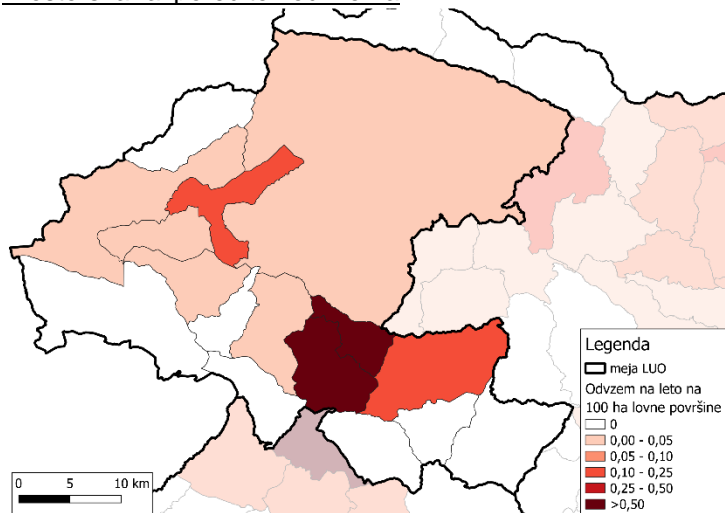 Legenda
meja LUO
Odvzem na leto na
100 ha lovne površine
0
0,00 - 0,05
0,05 - 0,10
0,10 - 0,25
0,25 - 0,50
>0,50
0 5 10 km